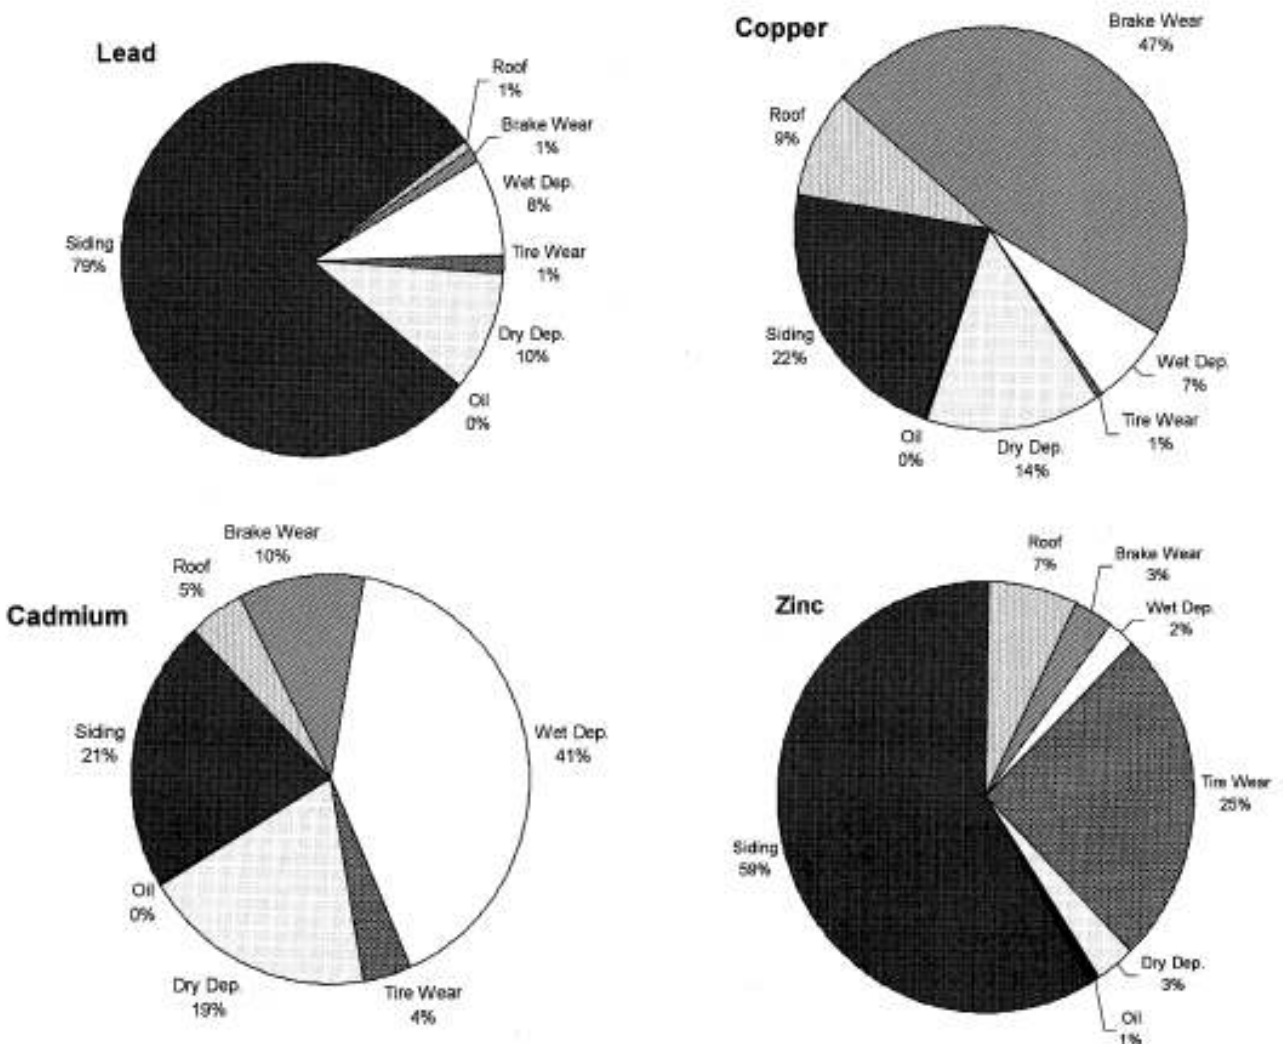 Lead
Roof
1%
Brake Wear
1%
Wet Dep.
8%
Tire Wear
1%
Dry Dep.
10%
Oil
0%
Siding
79%
Copper
Brake Wear
47%
Roof
9%
Siding
22%
Oil
0%
Dry Dep.
14%
Tire Wear
1%
Wet Dep.
7%
Cadmium
Brake Wear
10%
Roof
5%
Siding
21%
Oil
0%
Dry Dep.
19%
Tire Wear
4%
Wet Dep.
41%
Zinc
Roof
7%
Brake Wear
3%
Wet Dep.
2%
Tire Wear
25%
Dry Dep.
3%
Oil
1%
Siding
59%